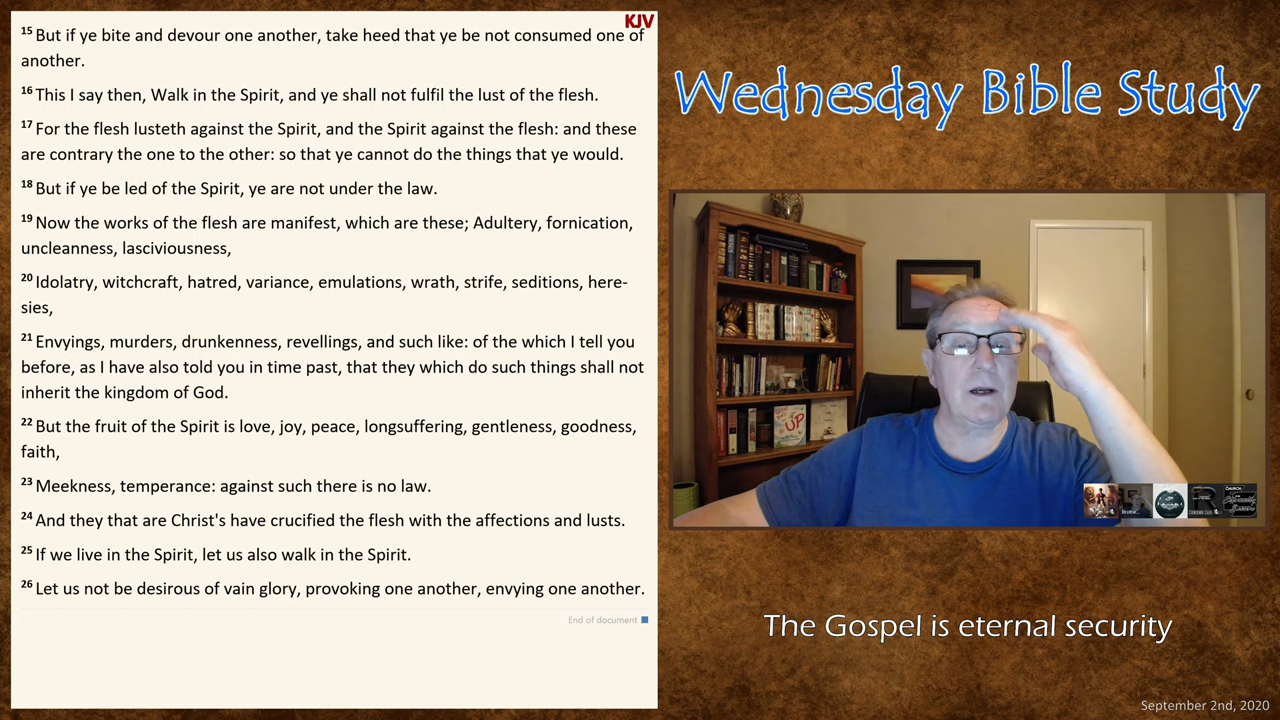 KJV
15 But if ye bite and devour one another, take heed that ye be not consumed one of
another.
16 This I say then, Walk in the Spirit, and ye shall not fulfil the lust of the flesh.
17 For the flesh lusteth against the Spirit, and the Spirit against the flesh: and these
are contrary the one to the other: so that ye cannot do the things that ye would.
18 But if ye be led of the Spirit, ye are not under the law.
19 Now the works of the flesh are manifest, which are these; Adultery, fornication,
uncleanness, lasciviousness,
20 Idolatry, witchcraft, hatred, variance, emulations, wrath, strife, seditions, here-
sies,
21 Envyings, murders, drunkenness, revellings, and such like: of the which I tell you
before, as I have also told you in time past, that they which do such things shall not
inherit the kingdom of God.
22 But the fruit of the Spirit is love, joy, peace, longsuffering, gentleness, goodness,
faith,
23 Meekness, temperance: against such there is no law.
24 And they that are Christ's have crucified the flesh with the affections and lusts.
25 If we live in the Spirit, let us also walk in the Spirit.
26 Let us not be desirous of vain glory, provoking one another, envying one another.
End of document
Wednesday Bible Study
UP
Brothe...
CHURCH
The Gospel is eternal security
September 2nd, 2020